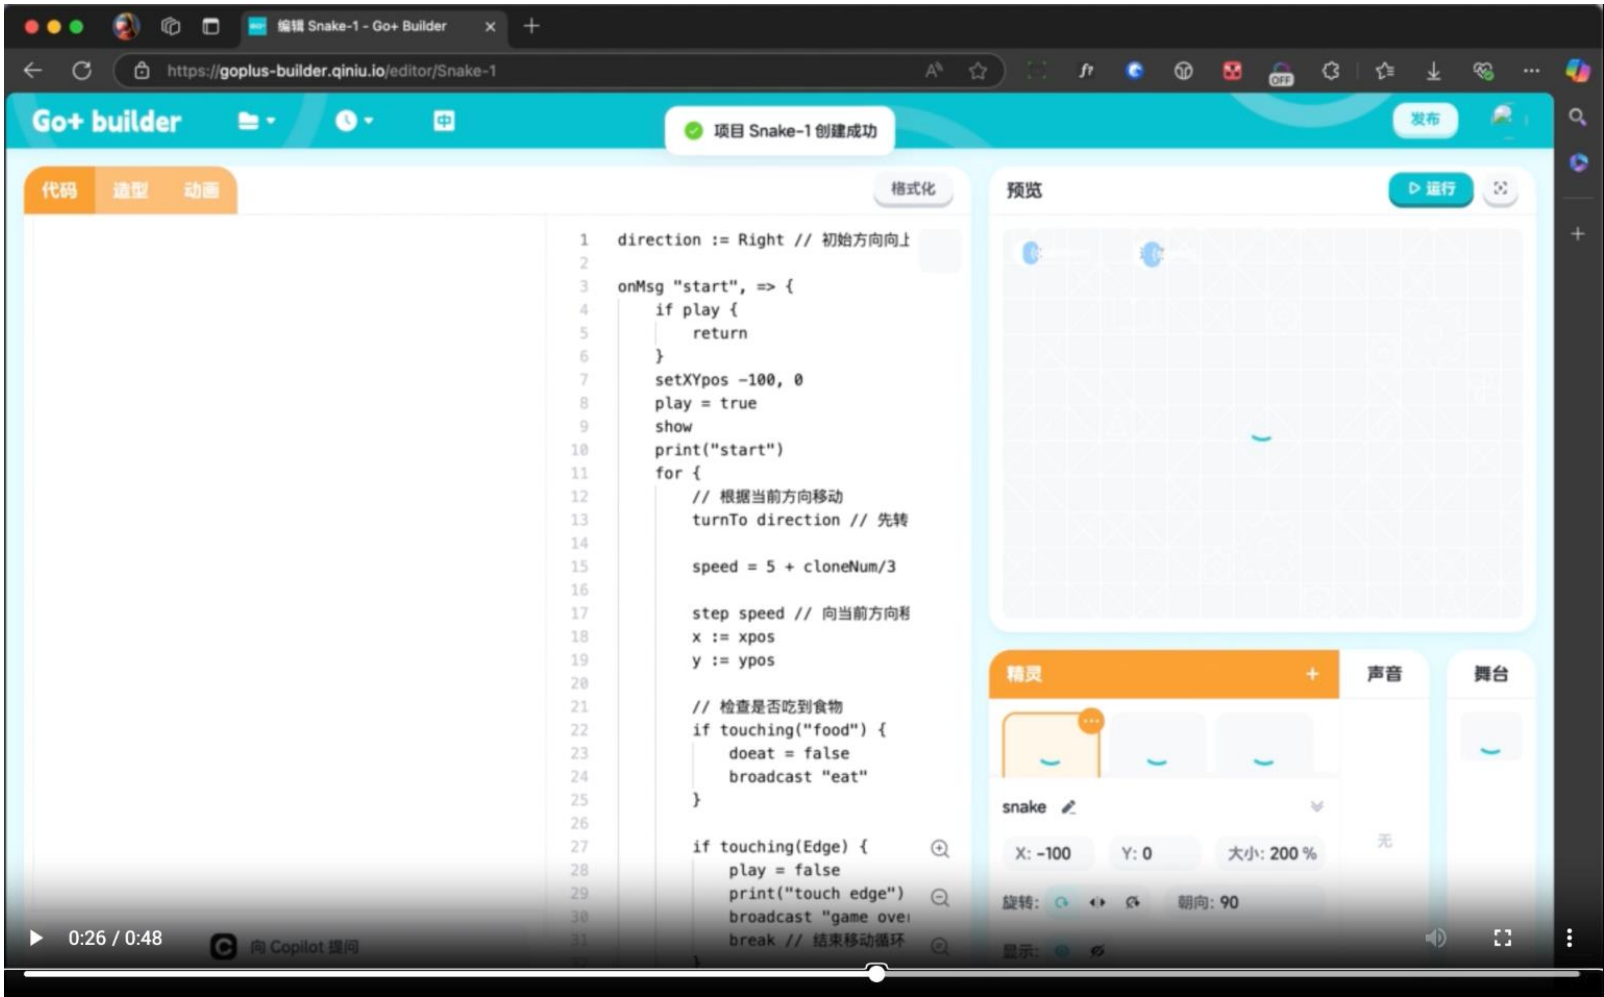 编辑 Snake-1 - Go+ Builder
https://goplus-builder.qiniu.io/editor/Snake-1
OFF
Go+ builder
中
项目 Snake-1 创建成功
发布
代码
造型
动画
格式化
1 direction := Right // 初始方向向上
2
3 onMsg "start", => {
4 if play {
5 return
6 }
7 setXYpos -100, 0
8 play = true
9 show
10 print("start")
11 for {
12 // 根据当前方向移动
13 turnTo direction // 先转
14
15 speed = 5 + cloneNum/3
16
17 step speed // 向当前方向移
18 x := xpos
19 y := ypos
20
21 // 检查是否吃到食物
22 if touching("food") {
23 doeat = false
24 broadcast "eat"
25 }
26
27 if touching(Edge) {
28 play = false
29 print("touch edge")
30 broadcast "game over
31 break // 结束移动循环
预览
运行
精灵
声音
舞台
snake
X: -100
Y: 0
大小: 200 %
旋转:
朝向: 90
显示:
无
向 Copilot 提问
0:26 / 0:48